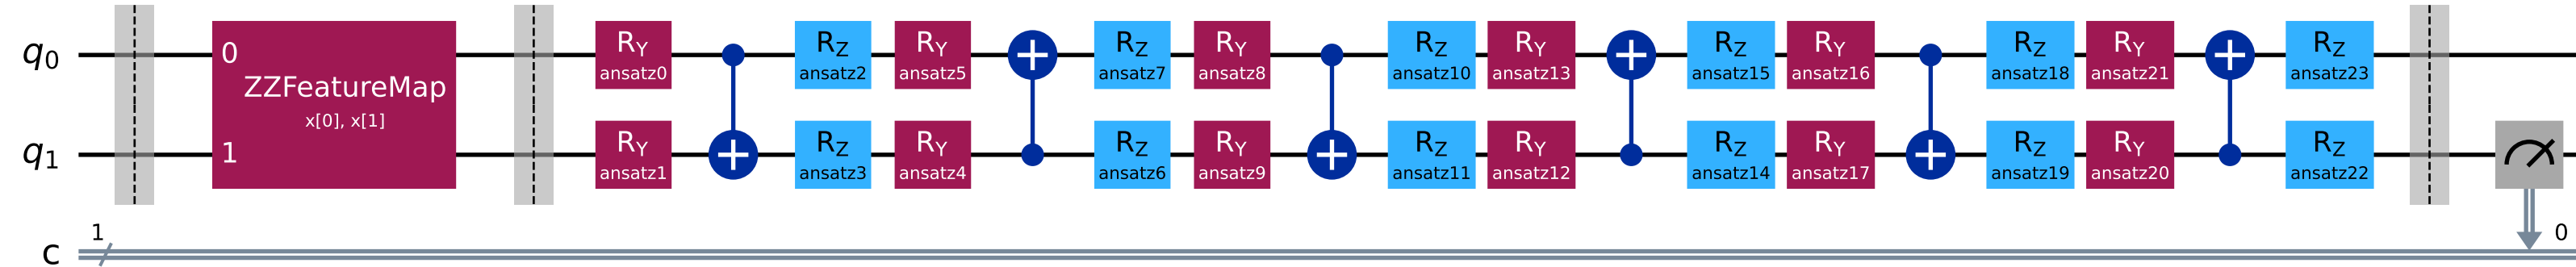 q0 0 ZZFeatureMap x[0], x[1] RY ansatz0 RZ ansatz2 RY ansatz5 RZ ansatz7 RY ansatz8 RZ ansatz10 RY ansatz13 RZ ansatz15 RY ansatz16 RZ ansatz18 RY ansatz21 RZ ansatz23
q1 1 RY ansatz1 RZ ansatz3 RY ansatz4 RZ ansatz6 RY ansatz9 RZ ansatz11 RY ansatz12 RZ ansatz14 RY ansatz17 RZ ansatz19 RY ansatz20 RZ ansatz22
c 1 0